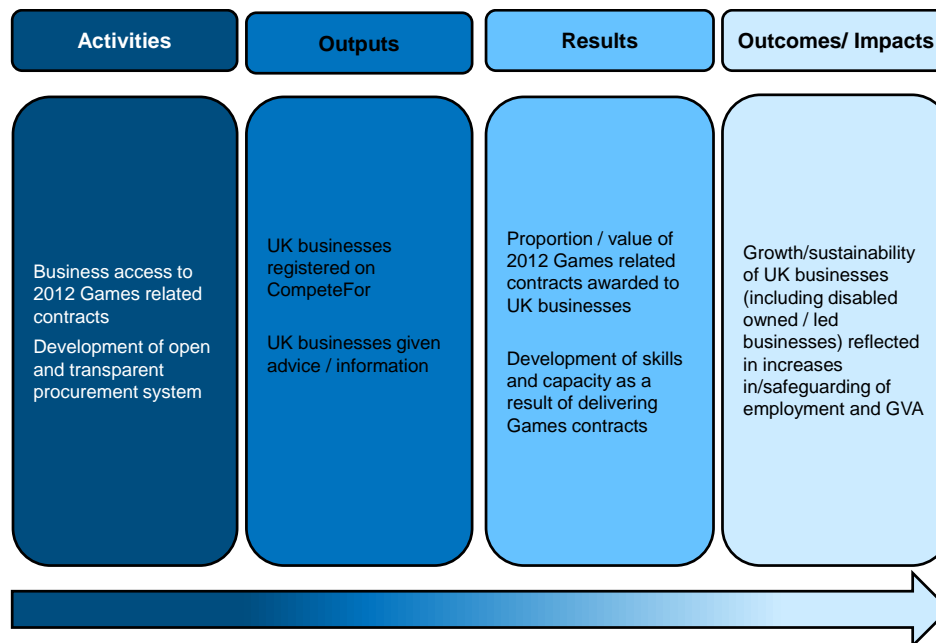 Activities
Outputs
Results
Outcomes/ Impacts
Business access to
2012 Games related
contracts
Development of open
and transparent
procurement system
UK businesses
registered on
CompeteFor
UK businesses given
advice / information
Proportion / value of
2012 Games related
contracts awarded to
UK businesses
Development of skills
and capacity as a
result of delivering
Games contracts
Growth/sustainability
of UK businesses
(including disabled
owned / led
businesses) reflected
in increases
in/safeguarding of
employment and GVA